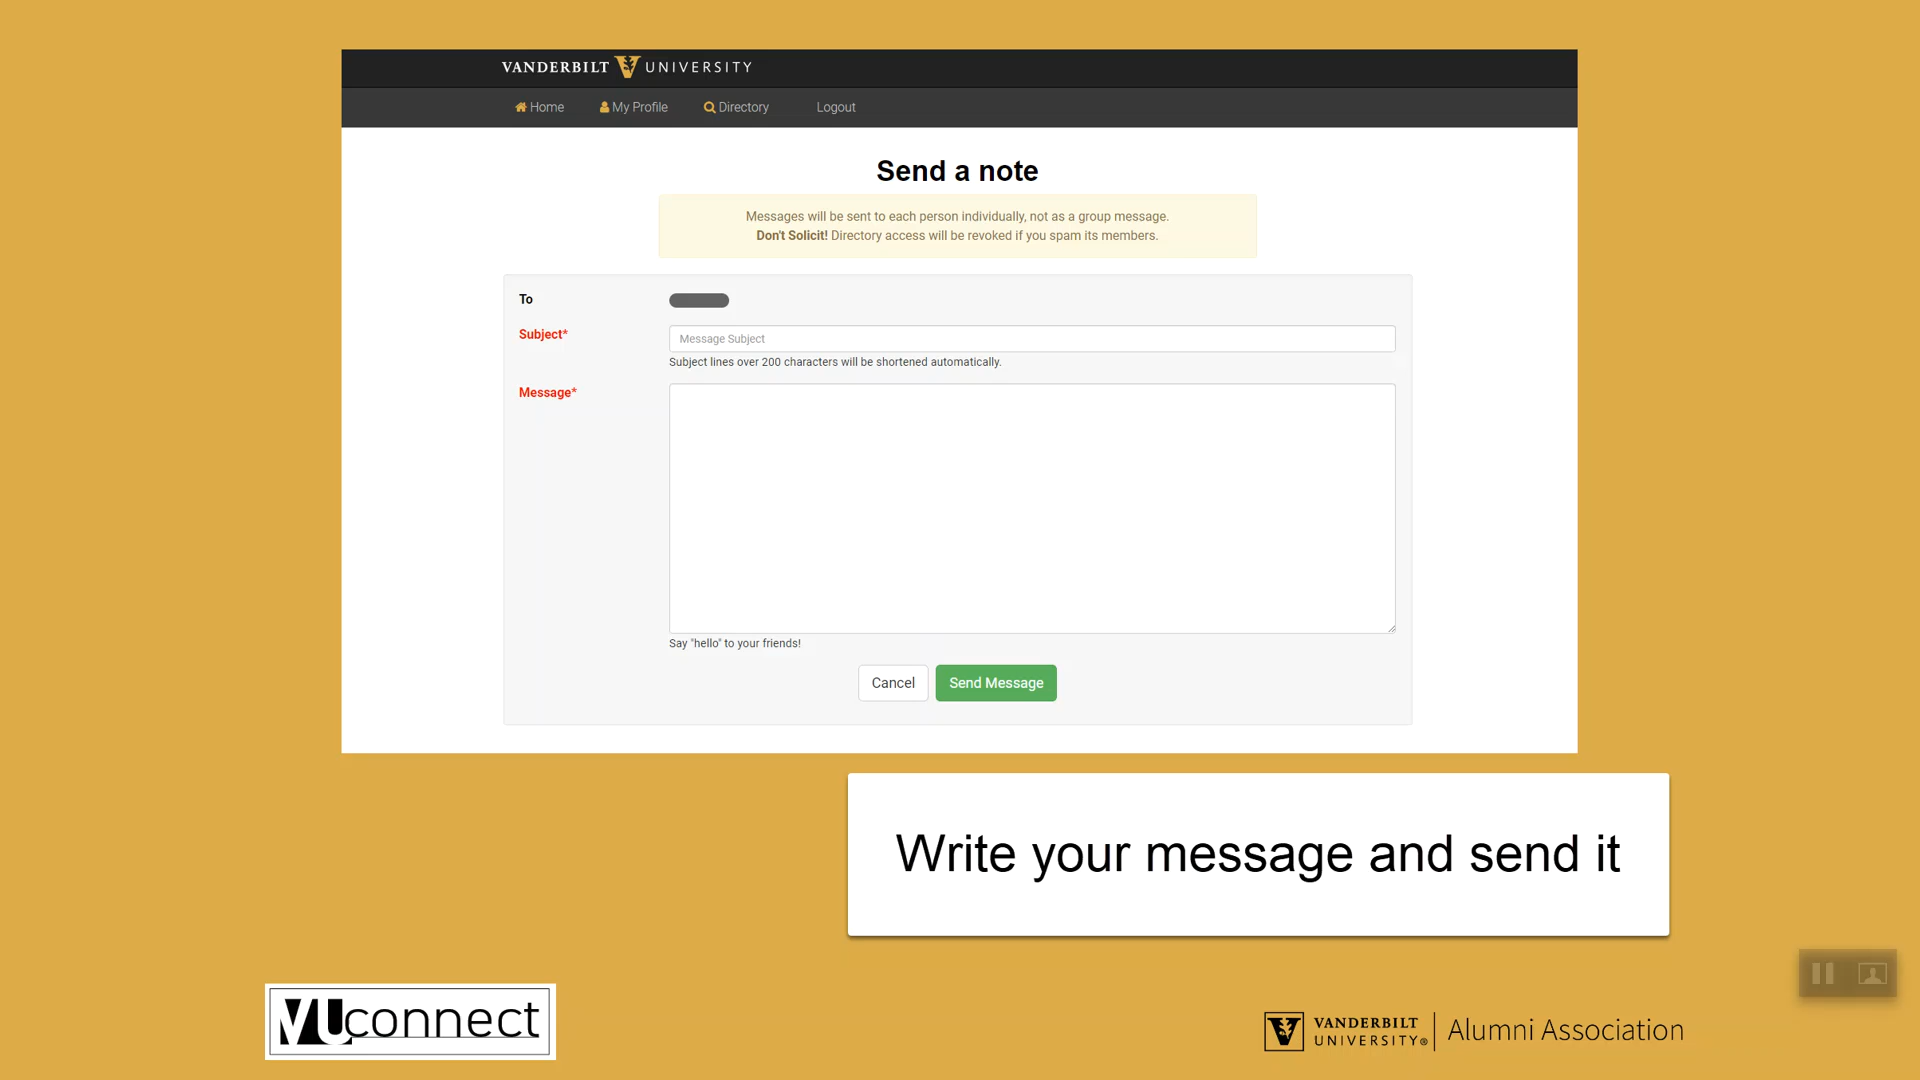 VANDERBILT V UNIVERSITY
Home My Profile Directory Logout
Send a note
Messages will be sent to each person individually, not as a group message.
Don't Solicit! Directory access will be revoked if you spam its members.
To
Subject*
Message Subject
Subject lines over 200 characters will be shortened automatically.
Message*
Say "hello" to your friends!
Cancel Send Message
Write your message and send it
VUconnect
V VANDERBILT UNIVERSITY® Alumni Association